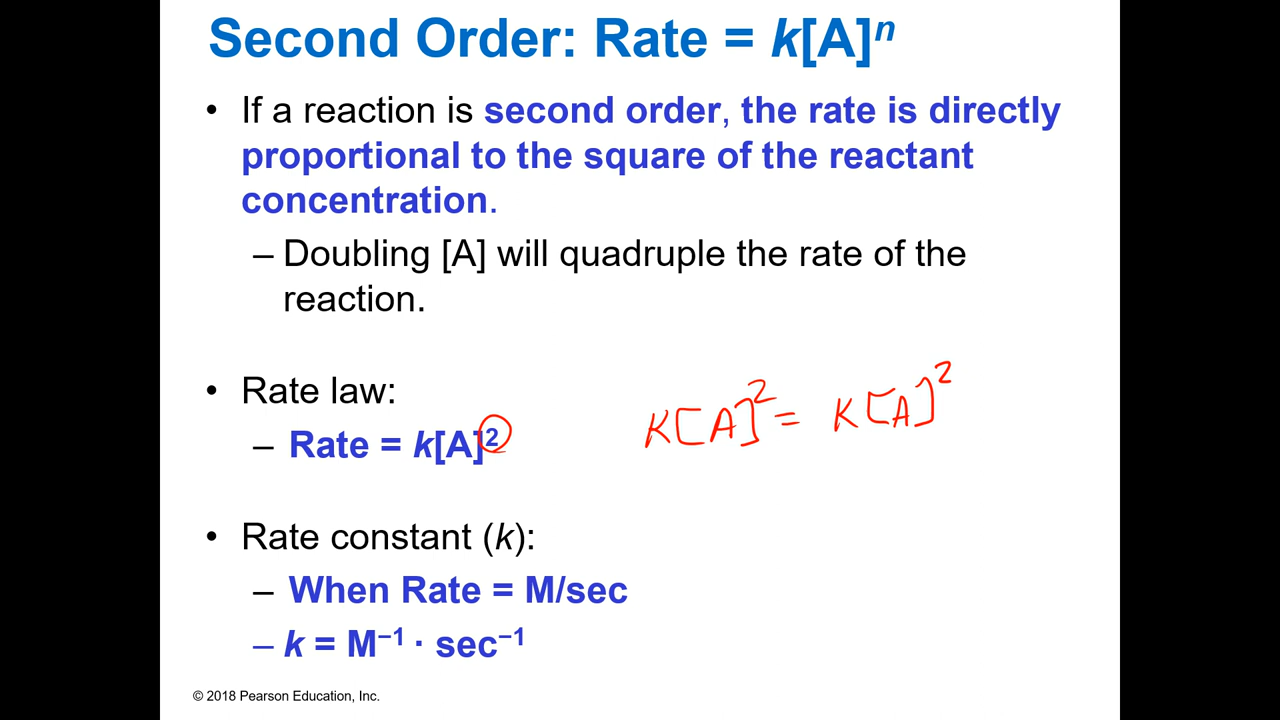 Second Order: Rate = k[A]ⁿ
• If a reaction is second order, the rate is directly
proportional to the square of the reactant
concentration.
– Doubling [A] will quadruple the rate of the
reaction.
• Rate law:
– Rate = k[A]²
K[A]² = K[A]²
• Rate constant (k):
– When Rate = M/sec
– k = M⁻¹ · sec⁻¹
© 2018 Pearson Education, Inc.